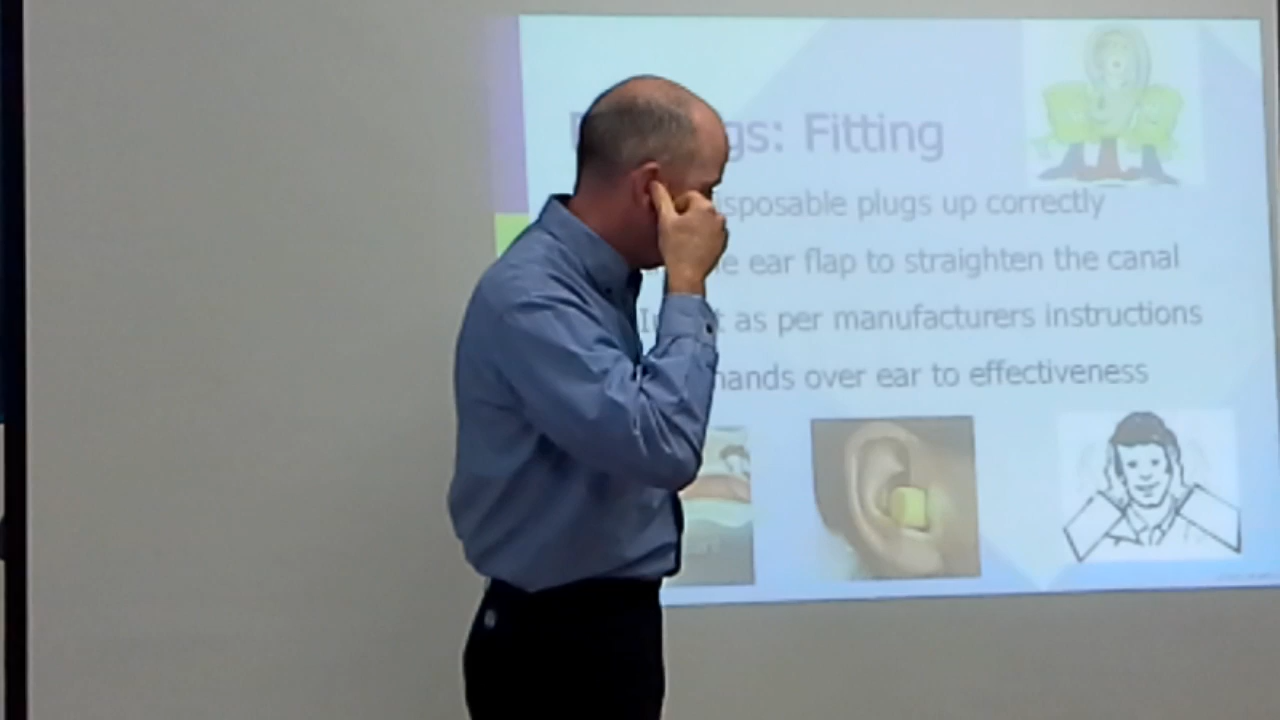 gs: Fitting
isposable plugs up correctly
e ear flap to straighten the canal
t as per manufacturers instructions
hands over ear to effectiveness